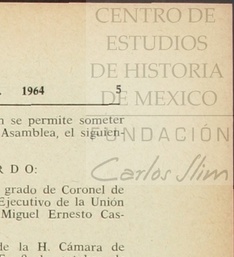 CENTRO DE
ESTUDIOS
DE HISTORIA
DE MEXICO
FUNDACIÓN
Carlos Slim
1964 5
se permite someter
Asamblea, el siguien-
R D O:
grado de Coronel de
Ejecutivo de la Unión
Miguel Ernesto Cas-
de la H. Cámara de